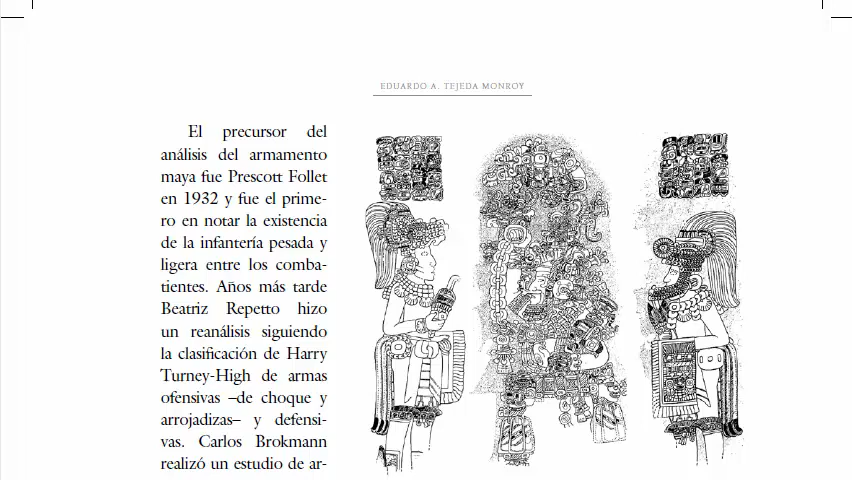 EDUARDO A. TEJEDA MONROY
El precursor del
análisis del armamento
maya fue Prescott Follet
en 1932 y fue el prime-
ro en notar la existencia
de la infantería pesada y
ligera entre los comba-
tientes. Años más tarde
Beatriz Repetto hizo
un reanálisis siguiendo
la clasificación de Harry
Turney-High de armas
ofensivas –de choque y
arrojadizas– y defensi-
vas. Carlos Brokmann
realizó un estudio de ar-